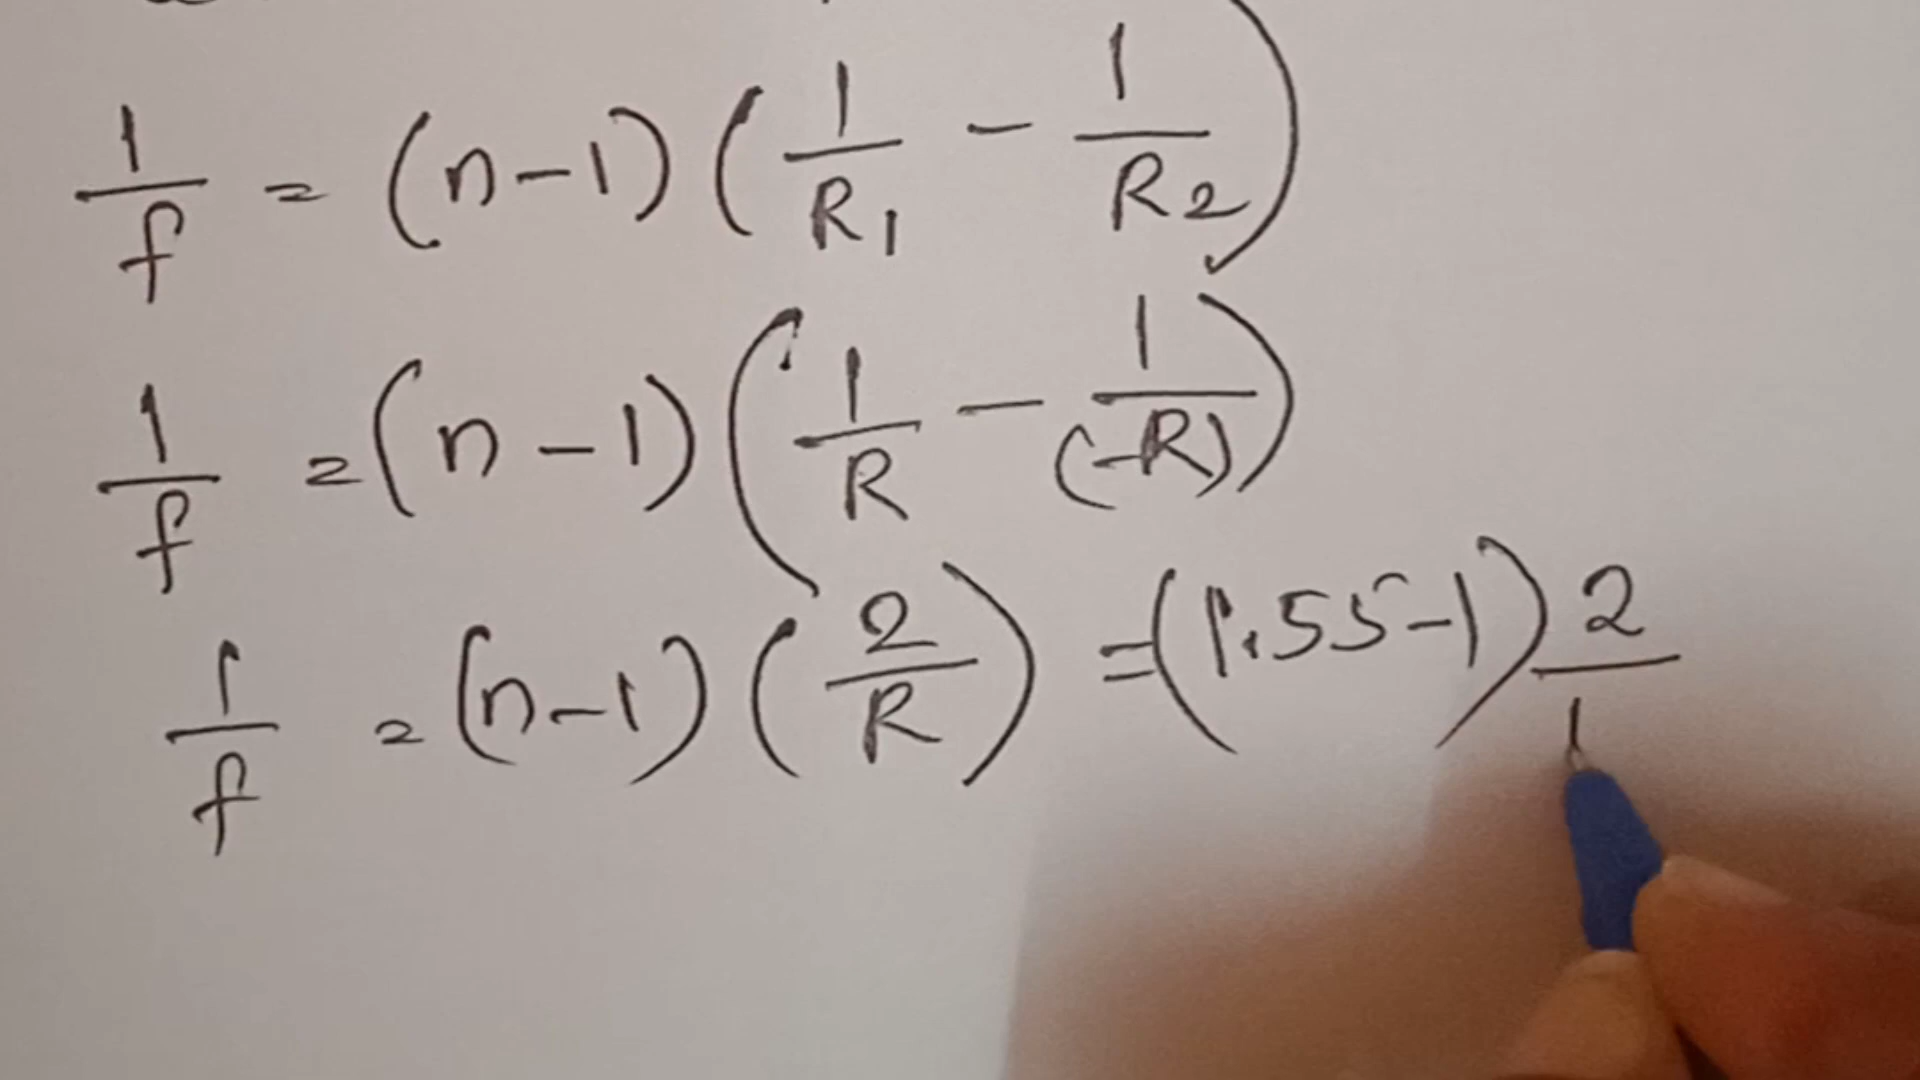 1/f = (n-1) (1/R1 - 1/R2)
1/f = (n-1) (1/R - 1/(-R))
1/f = (n-1) (2/R) = (1.55-1) 2/1